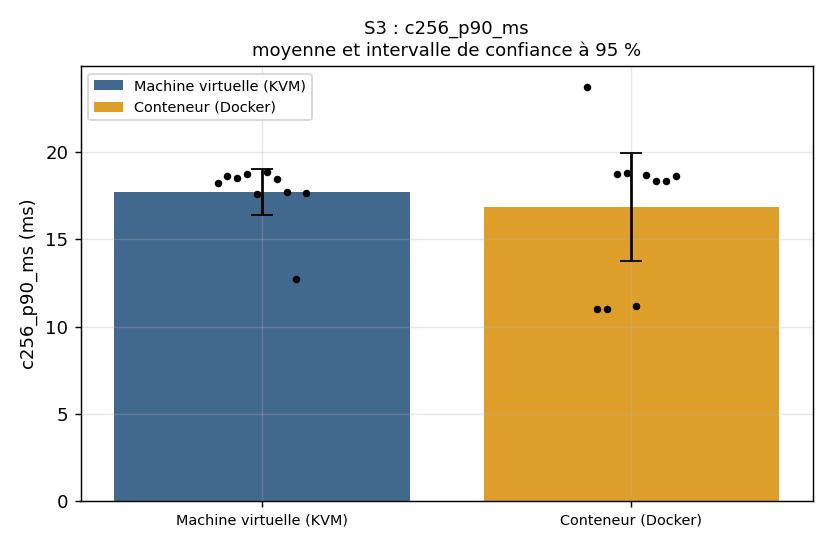 S3 : c256_p90_ms
moyenne et intervalle de confiance à 95 %
Machine virtuelle (KVM)
Conteneur (Docker)
c256_p90_ms (ms)
20
15
10
5
0
Machine virtuelle (KVM)
Conteneur (Docker)